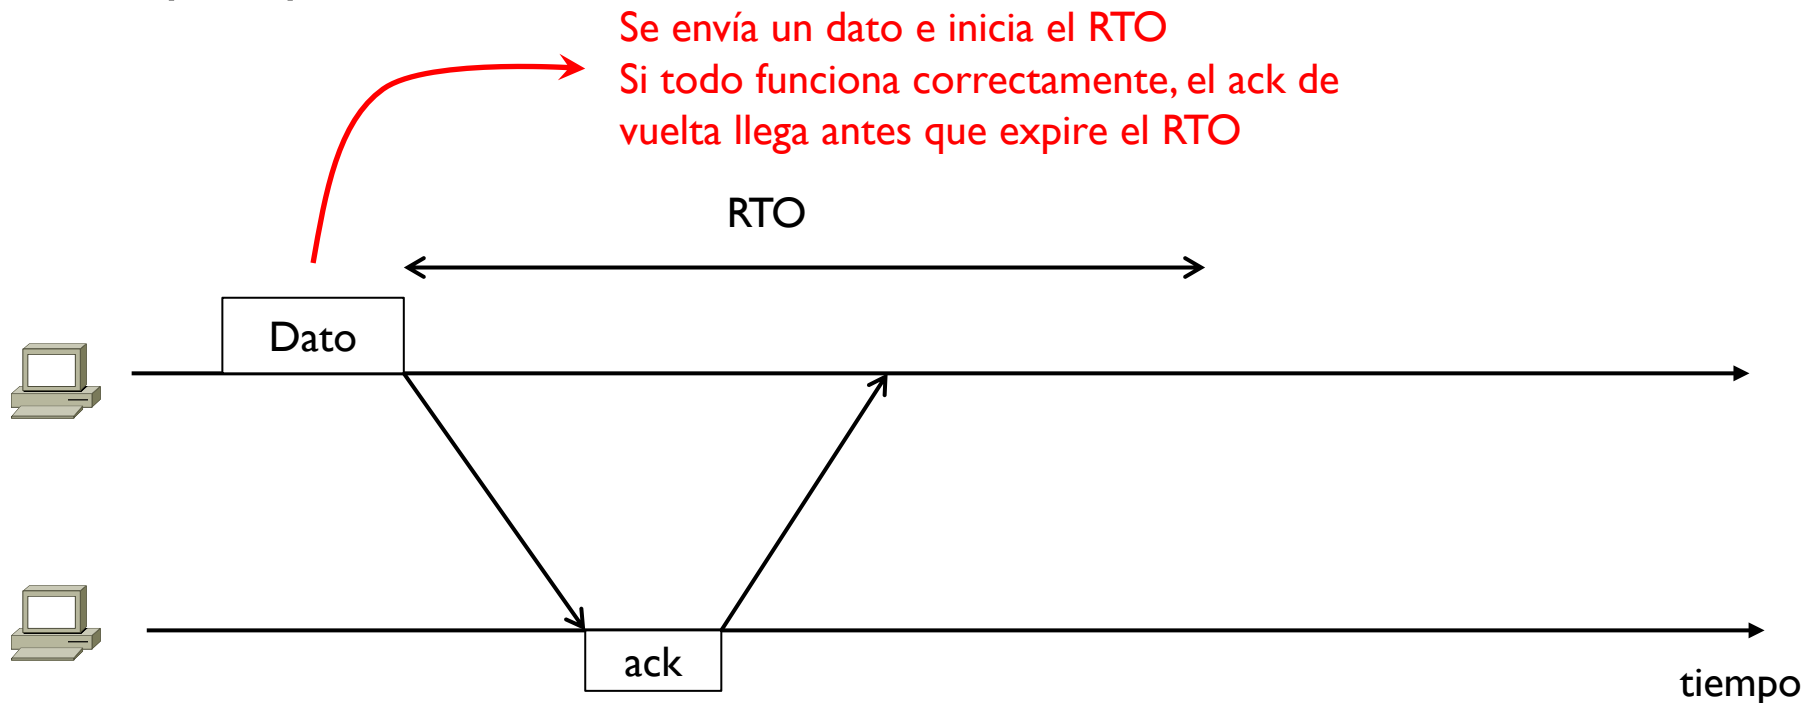 Se envía un dato e inicia el RTO
Si todo funciona correctamente, el ack de
vuelta llega antes que expire el RTO
RTO
Dato
ack
tiempo